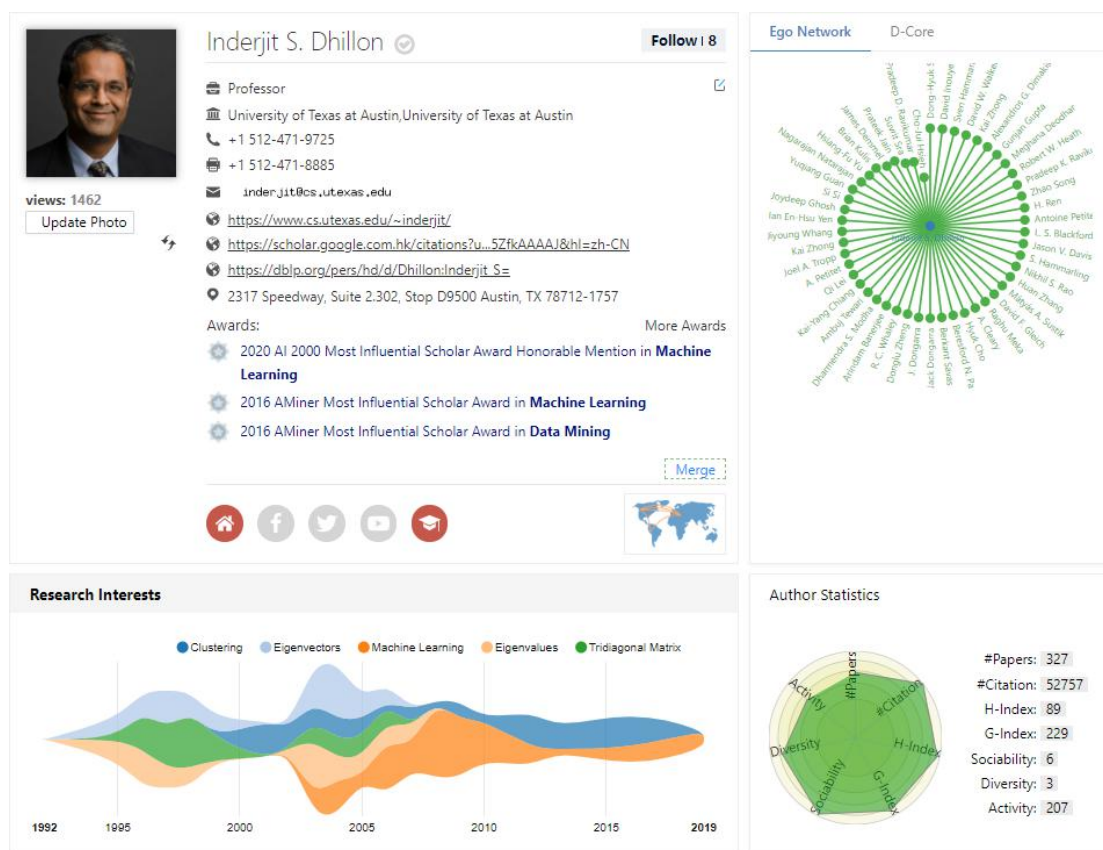 Inderjit S. Dhillon
Follow | 8
Professor
University of Texas at Austin,University of Texas at Austin
+1 512-471-9725
+1 512-471-8885
inderjit@cs.utexas.edu
https://www.cs.utexas.edu/~inderjit/
https://scholar.google.com.hk/citations?u...5ZfkAAAAJ&hl=zh-CN
https://dblp.org/pers/hd/d/Dhillon:Inderjit_S=
2317 Speedway, Suite 2.302, Stop D9500 Austin, TX 78712-1757
views: 1462
Update Photo
Awards:
More Awards
2020 AI 2000 Most Influential Scholar Award Honorable Mention in Machine
Learning
2016 AMiner Most Influential Scholar Award in Machine Learning
2016 AMiner Most Influential Scholar Award in Data Mining
Merge
Ego Network
D-Core
Dong-Hyuk S
David Inouye
Sven Hammar
David W. Walke
Kai Zhong
Alexandros G. Dimakis
Gunjan Gupta
Meghana Deodhar
Robert W. Heath
Pradeep K. Raviku
Zhao Song
H. Ren
Antoine Petite
L. S. Blackford
Jason V. Davis
S. Hammarling
Nikhil S. Rao
Huan Zhang
Mátyás A. Sustik
David F. Gleich
Raghu Meka
A. Cleary
Hyuk Cho
Beresford N. Pa
Berkant Savas
Jack Dongarra
J. Dongarra
Donglu Zheng
R. C. Whaley
Arindam Banerjee
Dharmendra S. Modha
Ambuj Tewari
Kai-Yang Chiang
Qi Lei
A. Petitet
Joel A. Tropp
Kai Zhong
Jiyoung Whang
Ian En-Hsu Yen
Joydeep Ghosh
Si Si
Yuqiang Guan
Nagarajan Natarajan
Hsiang-Fu Yu
Brian Kulis
James Demmel
Prateek Jain
Suvrit Sra
Pradeep D. Ravikumar
Cho-Jui Hsieh
Research Interests
Clustering
Eigenvectors
Machine Learning
Eigenvalues
Tridiagonal Matrix
1992
1995
2000
2005
2010
2015
2019
Author Statistics
#Papers
#Citation
H-Index
G-Index
Sociability
Diversity
Activity
#Papers: 327
#Citation: 52757
H-Index: 89
G-Index: 229
Sociability: 6
Diversity: 3
Activity: 207